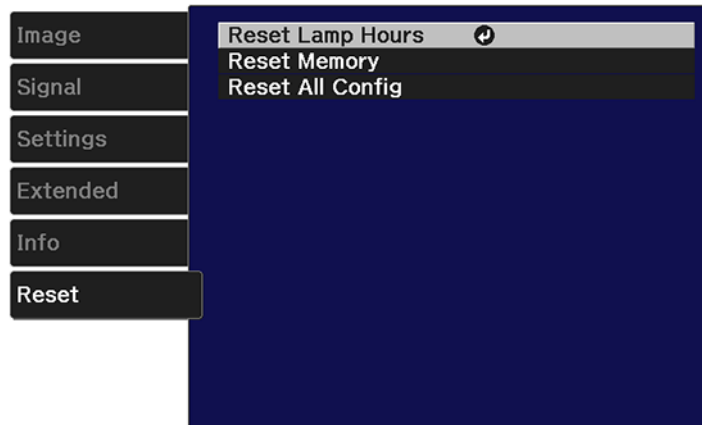 Image
Signal
Settings
Extended
Info
Reset
Reset Lamp Hours
Reset Memory
Reset All Config